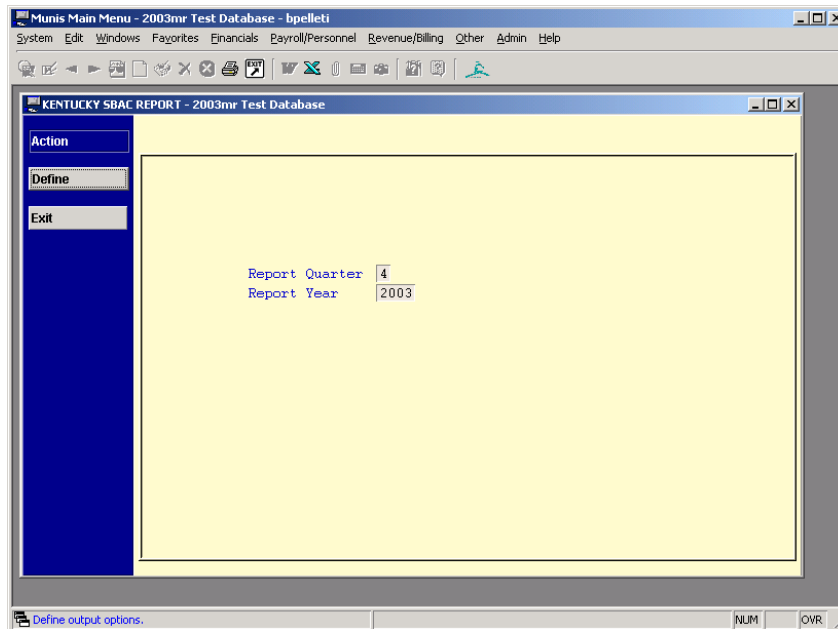 Munis Main Menu - 2003mr Test Database - bpelleti
System Edit Windows Favorites Financials Payroll/Personnel Revenue/Billing Other Admin Help
EXIT
KENTUCKY SBAC REPORT - 2003mr Test Database
Action
Define
Exit
Report Quarter 4
Report Year 2003
Define output options. NUM OVR